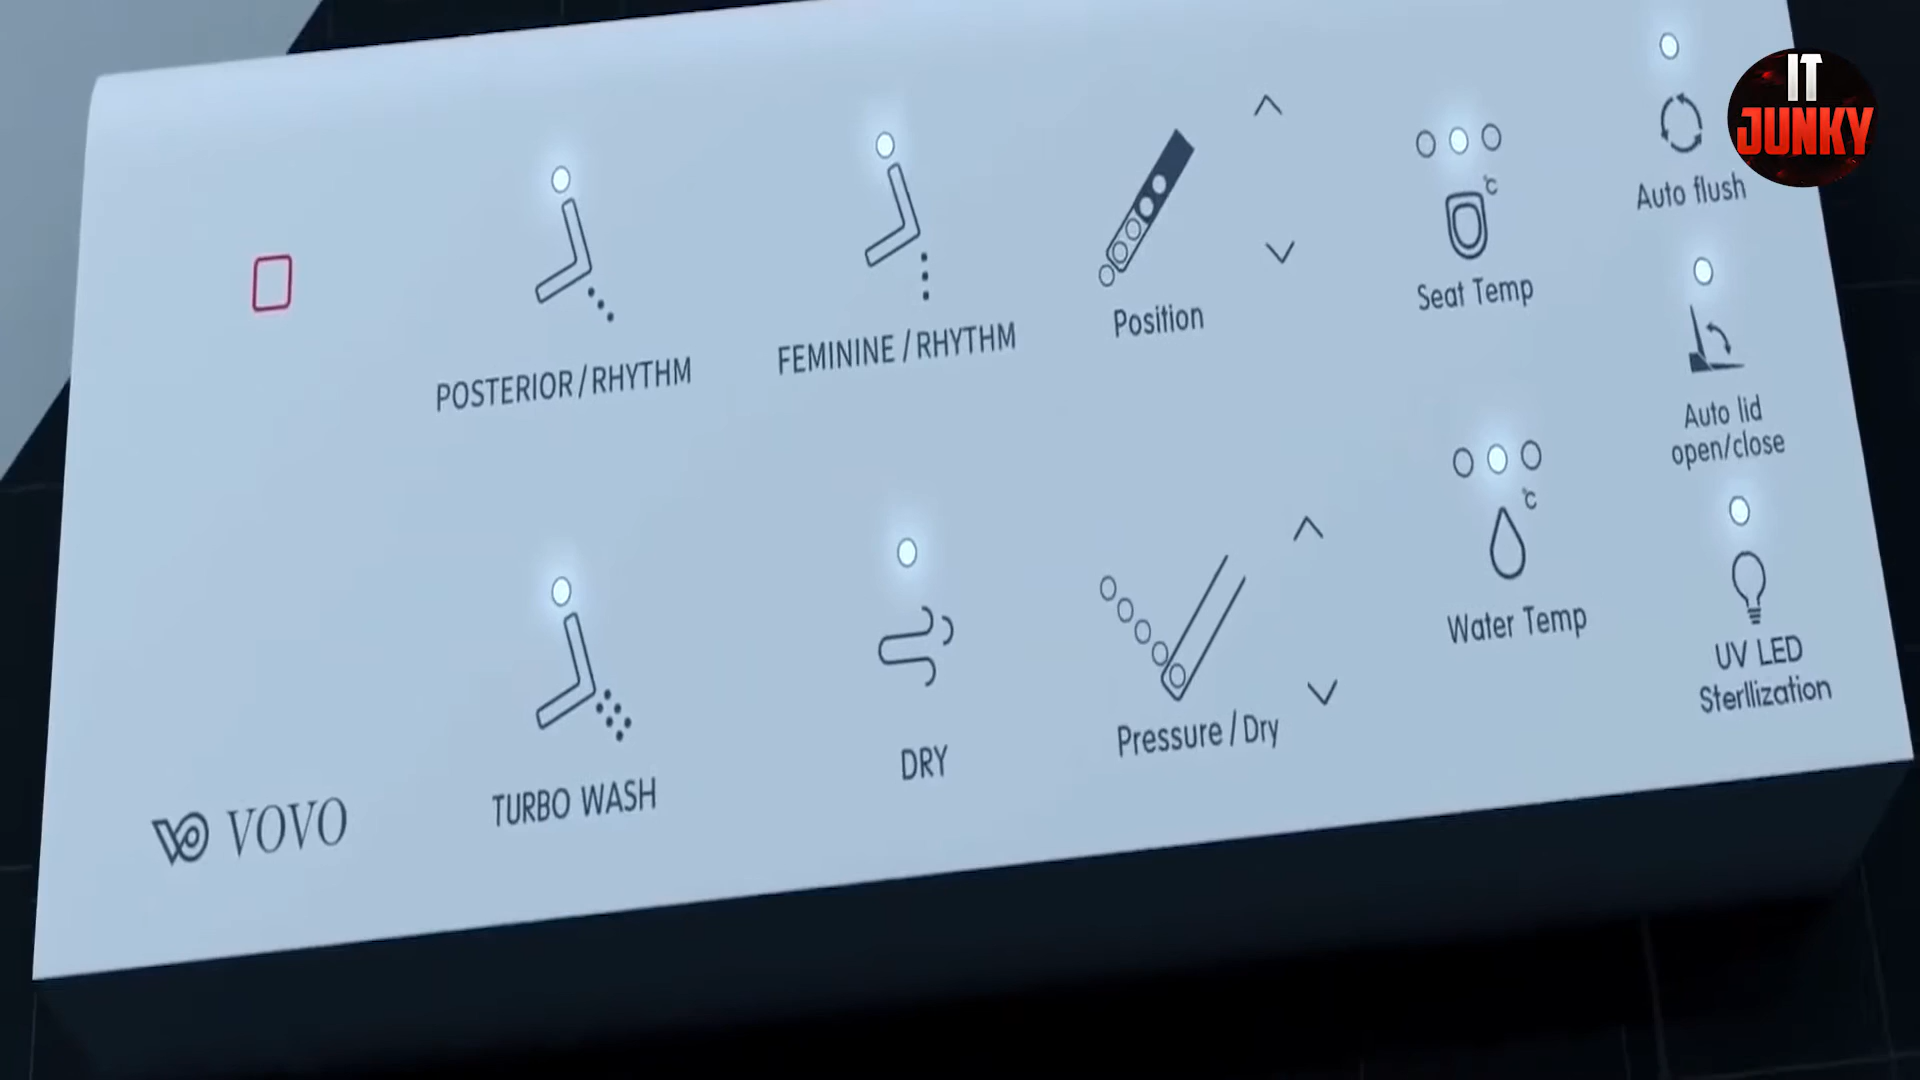 IT
JUNKY
Auto flush
°C
Seat Temp
POSTERIOR/RHYTHM
FEMININE/RHYTHM
Position
Auto lid
open/close
°C
Water Temp
UV LED
Sterllization
TURBO WASH
DRY
Pressure/Dry
VOVO